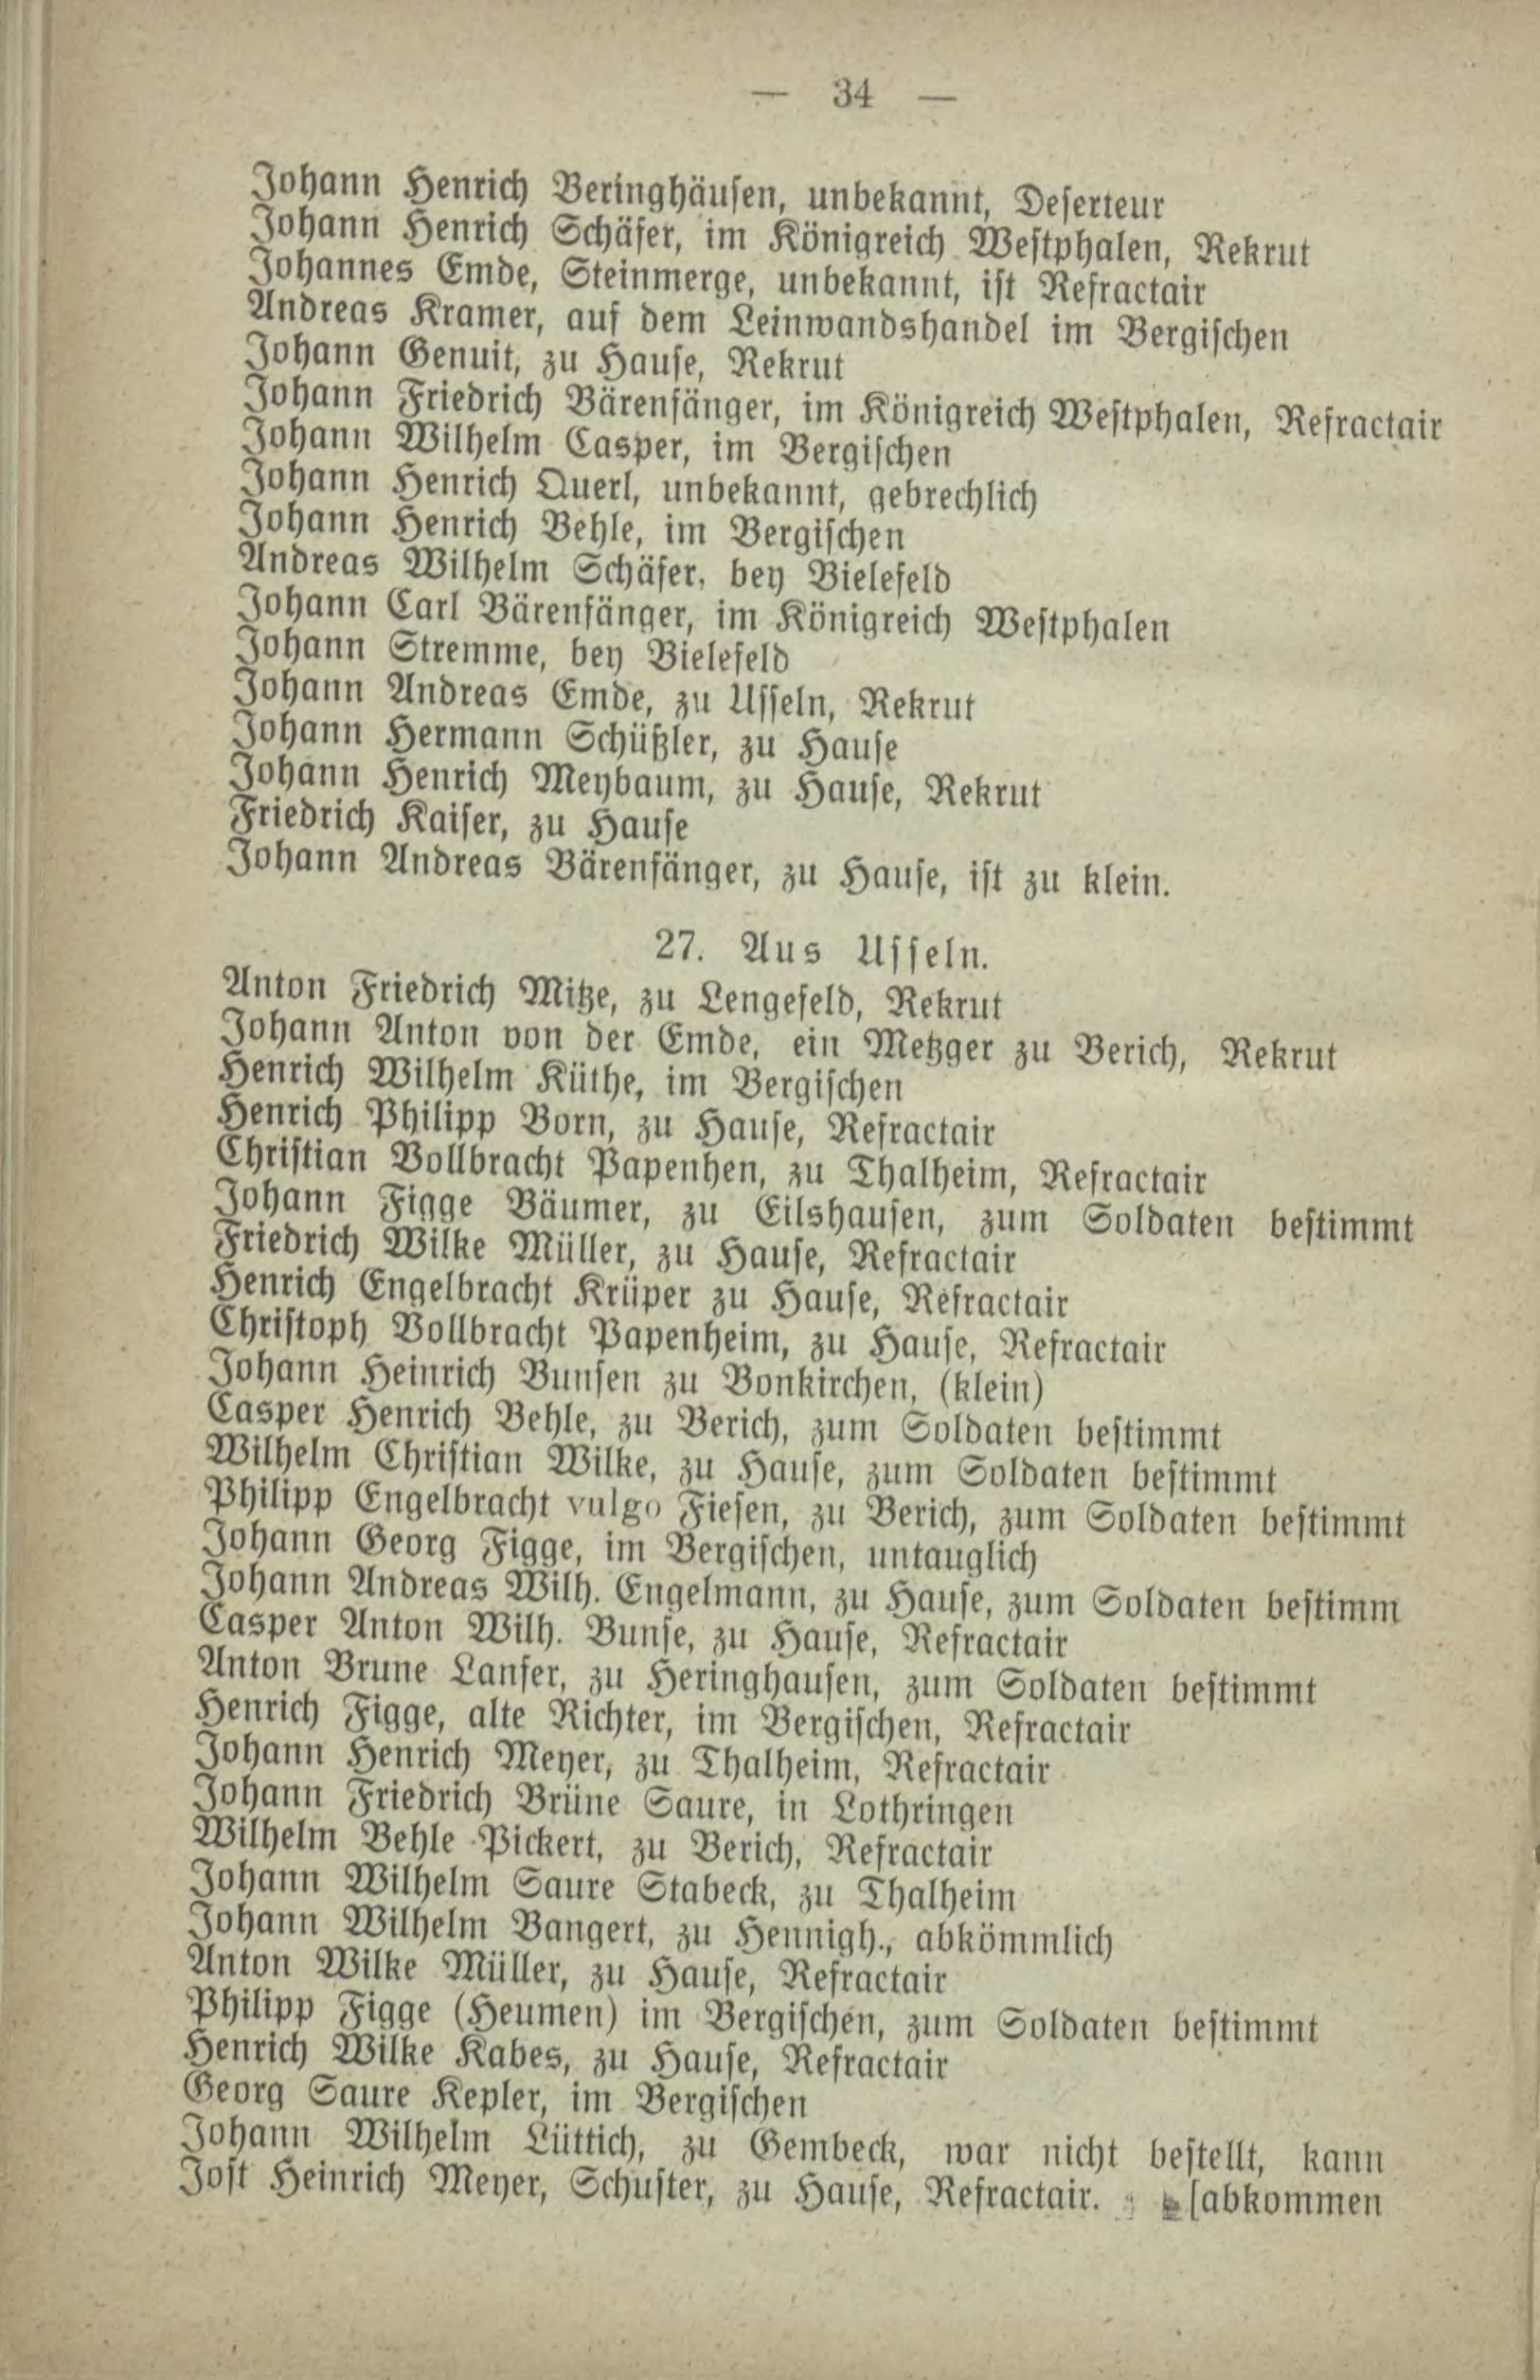 — 34 —
Johann Henrich Beringhäusen, unbekannt, Deserteur
Johann Henrich Schäfer, im Königreich Westphalen, Rekrut
Johannes Emde, Steinmerge, unbekannt, ist Refractair
Andreas Kramer, auf dem Leinwandshandel im Bergischen
Johann Genuit, zu Hause, Rekrut
Johann Friedrich Bärenfänger, im Königreich Westphalen, Refractair
Johann Wilhelm Casper, im Bergischen
Johann Henrich Querl, unbekannt, gebrechlich
Johann Henrich Behle, im Bergischen
Andreas Wilhelm Schäfer, bey Bielefeld
Johann Carl Bärenfänger, im Königreich Westphalen
Johann Stremme, bey Bielefeld
Johann Andreas Emde, zu Usseln, Rekrut
Johann Hermann Schüßler, zu Hause
Johann Henrich Meybaum, zu Hause, Rekrut
Friedrich Kaiser, zu Hause
Johann Andreas Bärenfänger, zu Hause, ist zu klein.
27. Aus Usseln.
Anton Friedrich Mitze, zu Lengefeld, Rekrut
Johann Anton von der Emde, ein Metzger zu Berich, Rekrut
Henrich Wilhelm Küthe, im Bergischen
Henrich Philipp Born, zu Hause, Refractair
Christian Vollbracht Papenhen, zu Thalheim, Refractair
Johann Figge Bäumer, zu Eilshausen, zum Soldaten bestimmt
Friedrich Wilke Müller, zu Hause, Refractair
Henrich Engelbracht Krüper zu Hause, Refractair
Christoph Vollbracht Papenheim, zu Hause, Refractair
Johann Heinrich Bunsen zu Bonkirchen, (klein)
Casper Henrich Behle, zu Berich, zum Soldaten bestimmt
Wilhelm Christian Wilke, zu Hause, zum Soldaten bestimmt
Philipp Engelbracht vulgo Fiesen, zu Berich, zum Soldaten bestimmt
Johann Georg Figge, im Bergischen, untauglich
Johann Andreas Wilh. Engelmann, zu Hause, zum Soldaten bestimm
Casper Anton Wilh. Bunse, zu Hause, Refractair
Anton Brune Lanfer, zu Heringhausen, zum Soldaten bestimmt
Henrich Figge, alte Richter, im Bergischen, Refractair
Johann Henrich Meyer, zu Thalheim, Refractair
Johann Friedrich Brüne Saure, in Lothringen
Wilhelm Behle Pickert, zu Berich, Refractair
Johann Wilhelm Saure Stabeck, zu Thalheim
Johann Wilhelm Bangert, zu Hennigh., abkömmlich
Anton Wilke Müller, zu Hause, Refractair
Philipp Figge (Heumen) im Bergischen, zum Soldaten bestimmt
Henrich Wilke Kabes, zu Hause, Refractair
Georg Saure Kepler, im Bergischen
Johann Wilhelm Lüttich, zu Gembeck, war nicht bestellt, kann
Jost Heinrich Meyer, Schuster, zu Hause, Refractair. [abkommen